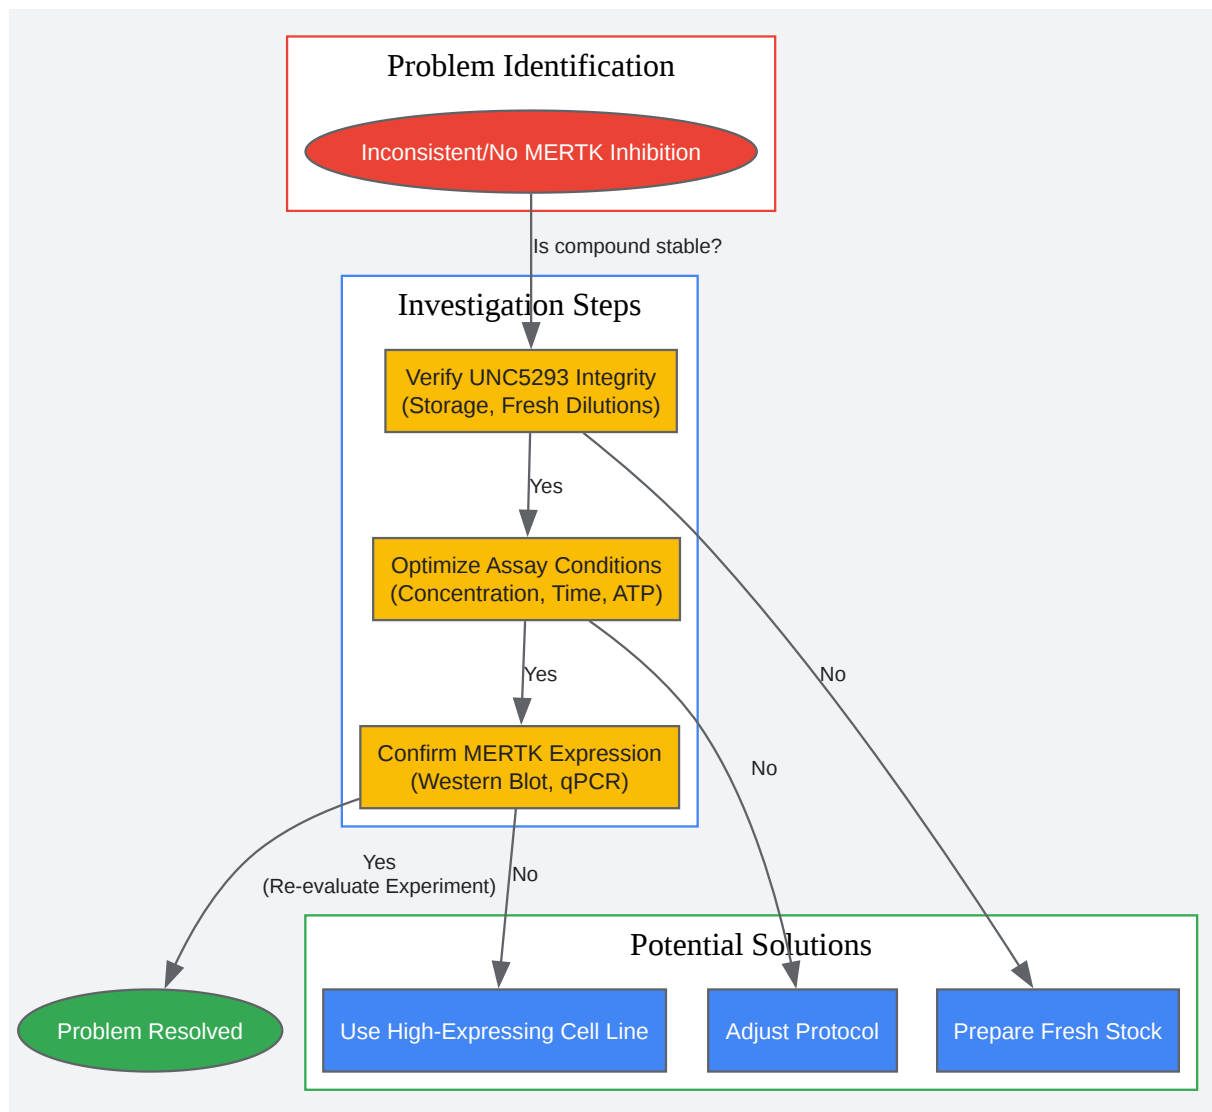 Problem Identification
Inconsistent/No MERTK Inhibition
Is compound stable?
Investigation Steps
Verify UNC5293 Integrity
(Storage, Fresh Dilutions)
Yes
Optimize Assay Conditions
(Concentration, Time, ATP)
Yes
No
Confirm MERTK Expression
(Western Blot, qPCR)
No
Yes
(Re-evaluate Experiment)
No
Potential Solutions
Problem Resolved
Use High-Expressing Cell Line
Adjust Protocol
Prepare Fresh Stock